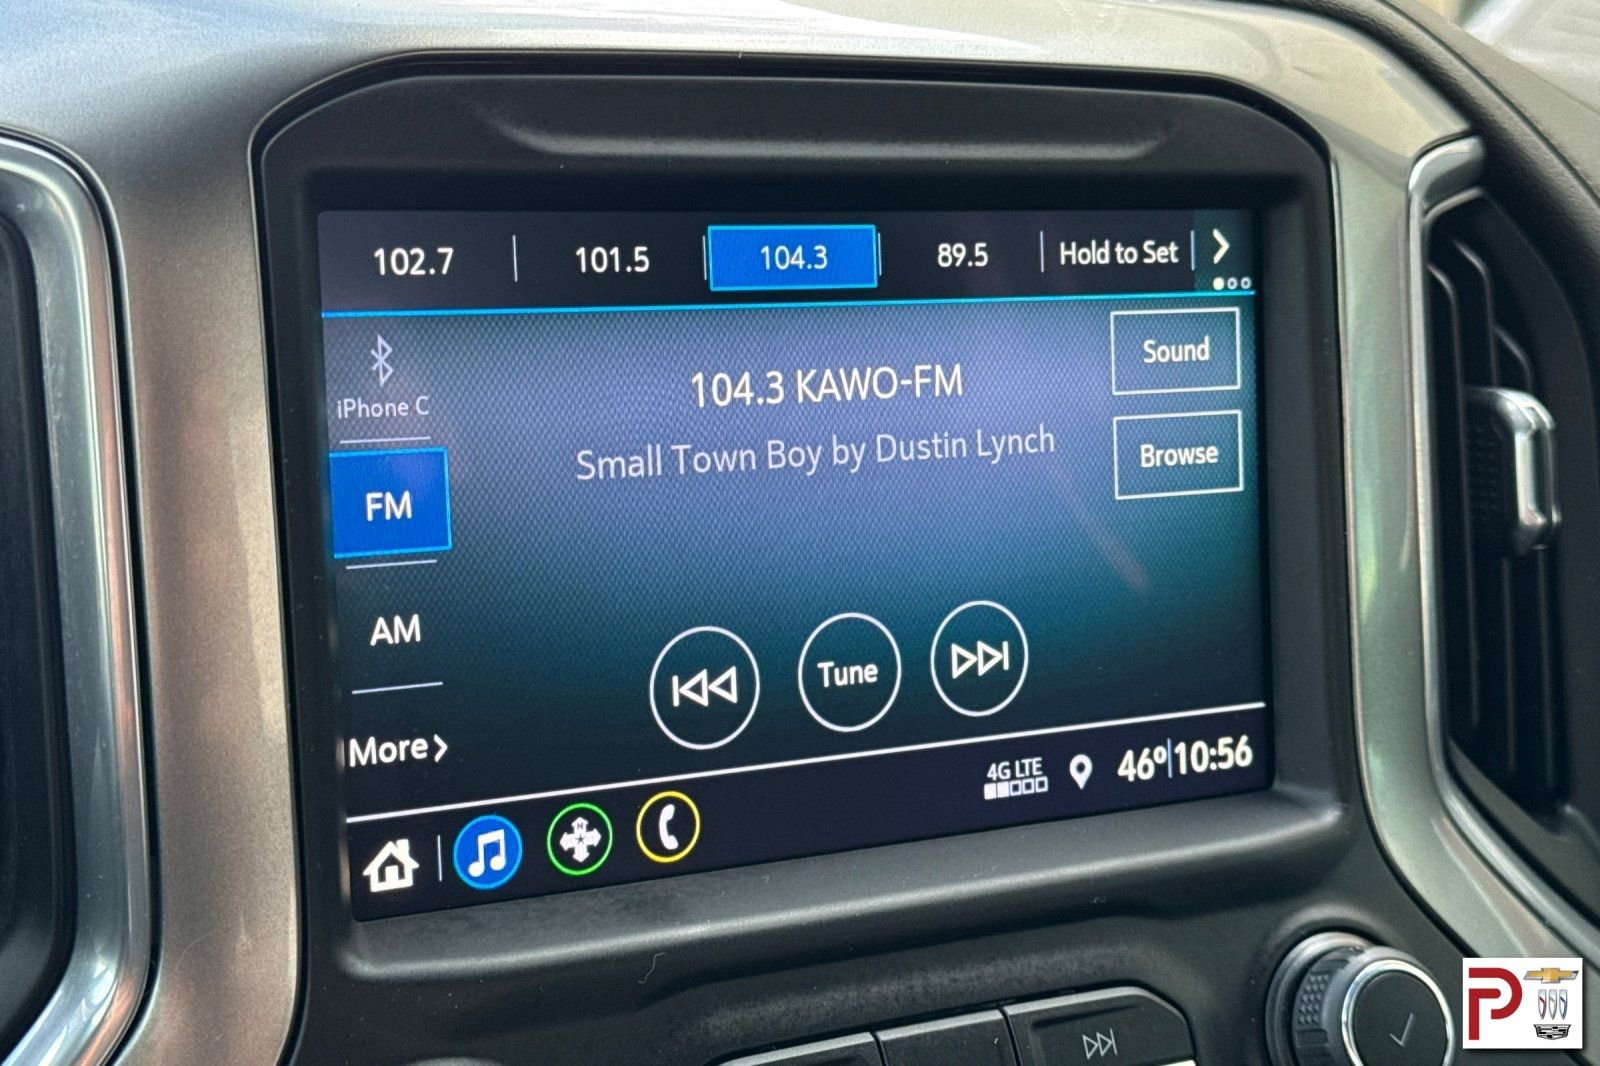 102.7
101.5
104.3
89.5
Hold to Set
iPhone C
FM
AM
More
104.3 KAWO-FM
Small Town Boy by Dustin Lynch
Sound
Browse
Tune
4G LTE
46° 10:56
N
P